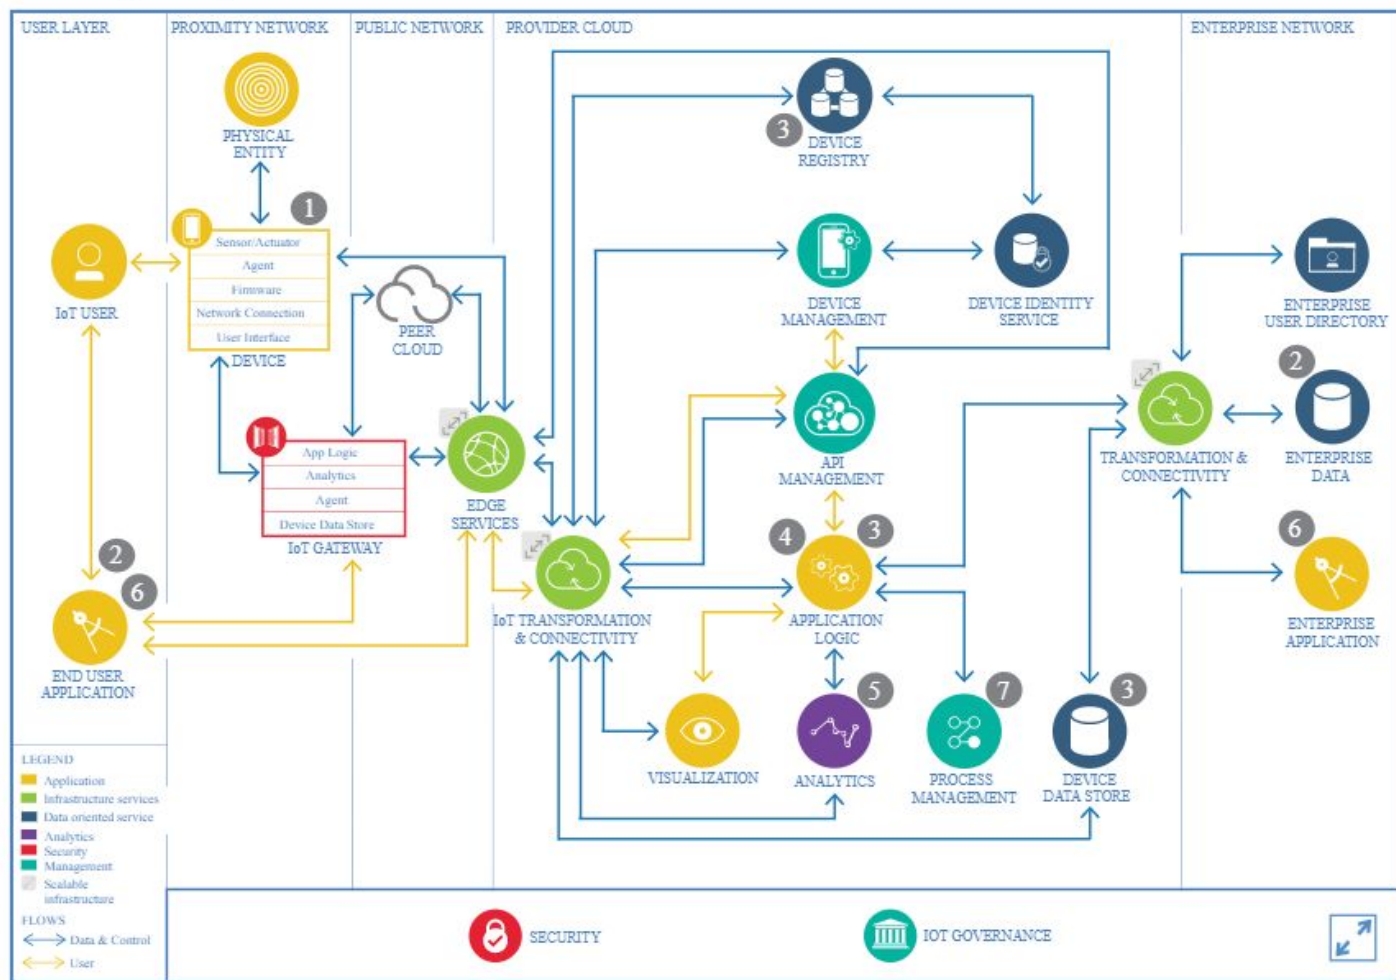 USER LAYER
PROXIMITY NETWORK
PUBLIC NETWORK
PROVIDER CLOUD
ENTERPRISE NETWORK
PHYSICAL
ENTITY
1
Sensor/Actuator
Agent
Firmware
Network Connection
User Interface
DEVICE
IoT USER
PEER
CLOUD
App Logic
Analytics
Agent
Device Data Store
IoT GATEWAY
EDGE
SERVICES
2
6
END USER
APPLICATION
3
DEVICE
REGISTRY
DEVICE
MANAGEMENT
DEVICE IDENTITY
SERVICE
API
MANAGEMENT
4
3
APPLICATION
LOGIC
IoT TRANSFORMATION
& CONNECTIVITY
VISUALIZATION
5
ANALYTICS
7
PROCESS
MANAGEMENT
3
DEVICE
DATA STORE
ENTERPRISE
USER DIRECTORY
TRANSFORMATION &
CONNECTIVITY
2
ENTERPRISE
DATA
6
ENTERPRISE
APPLICATION
LEGEND
Application
Infrastructure services
Data oriented service
Analytics
Security
Management
Scalable
infrastructure
FLOWS
Data & Control
User
SECURITY
IOT GOVERNANCE